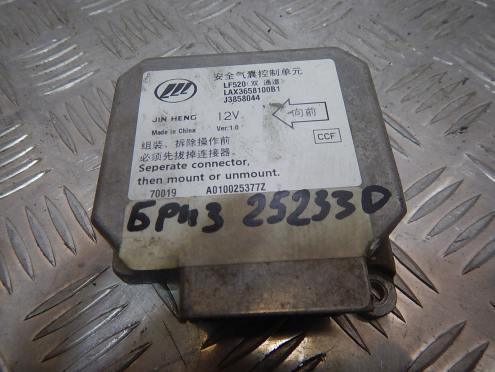 安全气囊控制单元
LF520(双 通道)
LAX3658100B1
J3858044
JIN HENG 12V
Made in China Ver:1.0
向前
CCF
组装、拆除操作前
必须先拔掉连接器。
Seperate connector,
then mount or unmount.
70019 A010025377Z
БРИЗ 252330